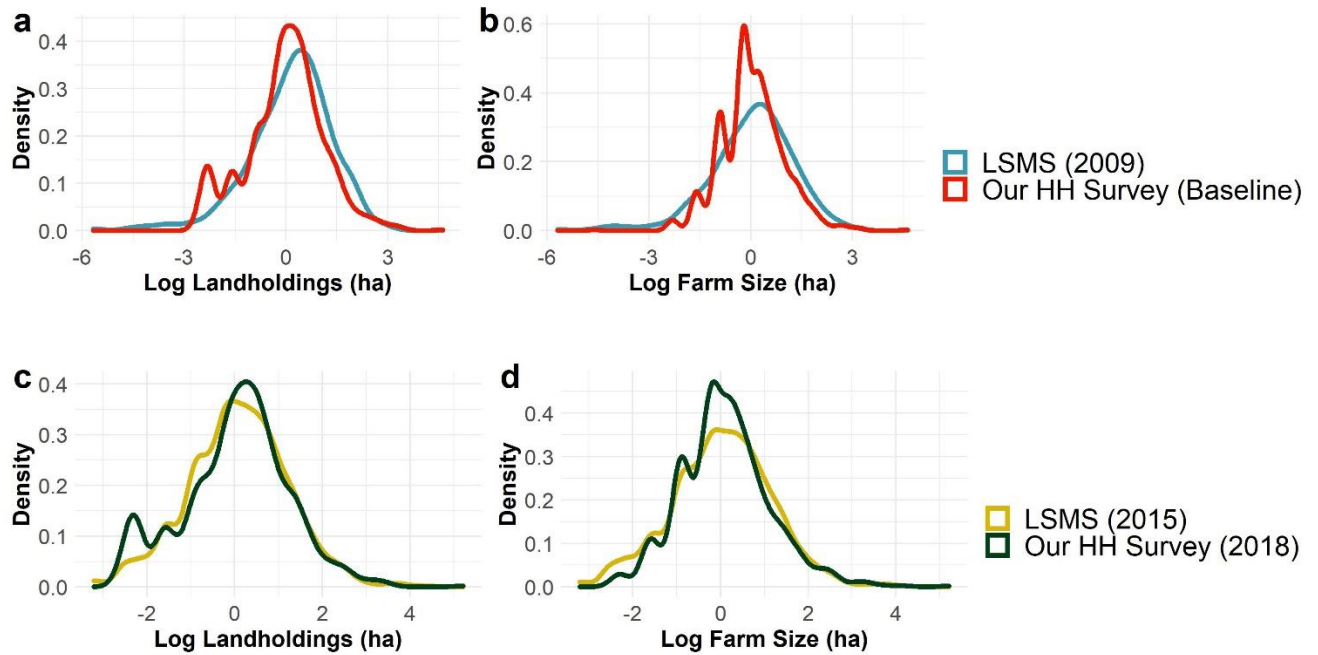 a
Density
0.4
0.3
0.2
0.1
0.0
-6 -3 0 3
Log Landholdings (ha)
b
Density
0.6
0.4
0.2
0.0
-6 -3 0 3
Log Farm Size (ha)
LSMS (2009)
Our HH Survey (Baseline)
c
Density
0.4
0.3
0.2
0.1
0.0
-2 0 2 4
Log Landholdings (ha)
d
Density
0.4
0.3
0.2
0.1
0.0
-2 0 2 4
Log Farm Size (ha)
LSMS (2015)
Our HH Survey (2018)